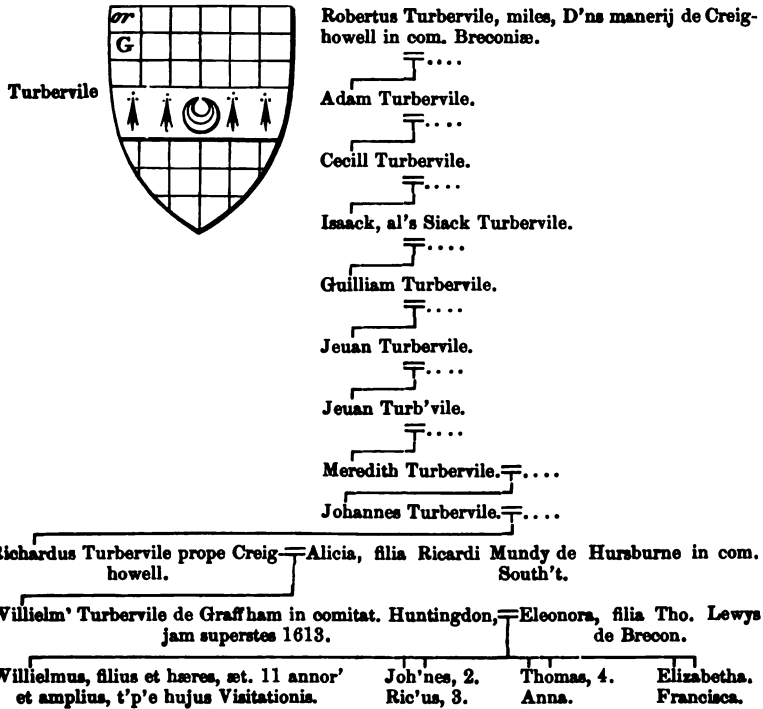 or
G
Turbervile
Robertus Turbervile, miles, D'ns manerij de Creig-
howell in com. Breconiæ.
Adam Turbervile.
Cecill Turbervile.
Isaack, al's Siack Turbervile.
Guilliam Turbervile.
Jeuan Turbervile.
Jeuan Turb'vile.
Meredith Turbervile.
Johannes Turbervile.
Richardus Turbervile prope Creig-
howell.
Alicia, filia Ricardi Mundy de Hursburne in com.
South't.
Willielm' Turbervile de Graffham in comitat. Huntingdon,
jam superstes 1613.
Eleonora, filia Tho. Lewys
de Brecon.
Willielmus, filius et hæres, æt. 11 annor'
et amplius, t'p'e hujus Visitationis.
Joh'nes, 2.
Ric'us, 3.
Thomas, 4.
Anna.
Elizabetha.
Francisca.